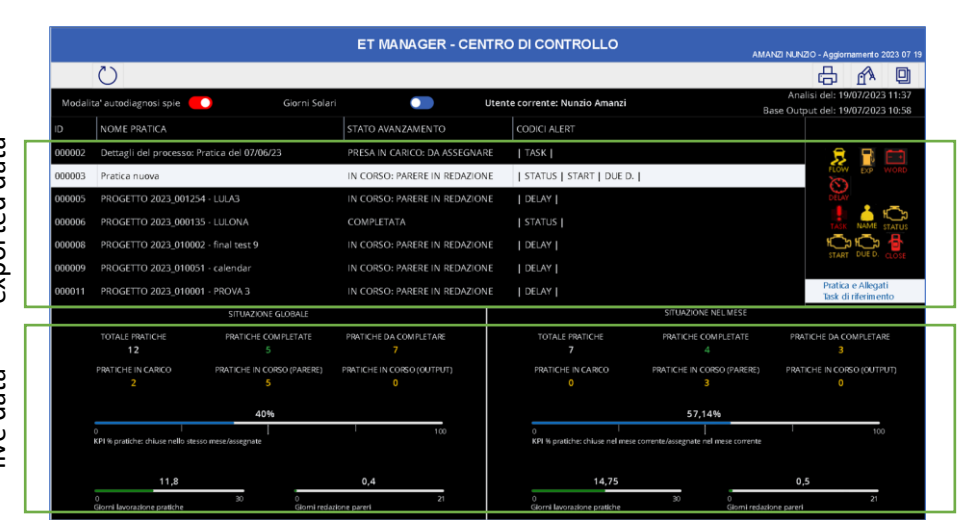 ET MANAGER - CENTRO DI CONTROLLO
AMANZI NUNZIO - Aggiornamento 2023 07 19
Modalita' autodiagnosi spie
Giorni Solari
Utente corrente: Nunzio Amanzi
Analisi del: 19/07/2023 11:37
Base Output del: 19/07/2023 10:58
ID NOME PRATICA STATO AVANZAMENTO CODICI ALERT
000002 Dettagli del processo: Pratica del 07/06/23 PRESA IN CARICO: DA ASSEGNARE | TASK |
000003 Pratica nuova IN CORSO: PARERE IN REDAZIONE | STATUS | START | DUE D. |
000005 PROGETTO 2023_001254 - LULA3 IN CORSO: PARERE IN REDAZIONE | DELAY |
000006 PROGETTO 2023_000135 - LULONA COMPLETATA | STATUS |
000008 PROGETTO 2023_010002 - final test 9 IN CORSO: PARERE IN REDAZIONE | DELAY |
000009 PROGETTO 2023_010051 - calendar IN CORSO: PARERE IN REDAZIONE | DELAY |
000011 PROGETTO 2023_010001 - PROVA 3 IN CORSO: PARERE IN REDAZIONE | DELAY |
FLOW EXP WORD
DELAY
TASK NAME STATUS
START DUE D. CLOSE
Pratica e Allegati
Task di riferimento
exported data
live data
SITUAZIONE GLOBALE
TOTALE PRATICHE PRATICHE COMPLETATE PRATICHE DA COMPLETARE
12 5 7
PRATICHE IN CARICO PRATICHE IN CORSO (PARERE) PRATICHE IN CORSO (OUTPUT)
2 5 0
40%
0 100
KPI % pratiche: chiuse nello stesso mese/assegnate
11,8 0,4
0 30 0 21
Giorni lavorazione pratiche Giorni redazione pareri
SITUAZIONE NEL MESE
TOTALE PRATICHE PRATICHE COMPLETATE PRATICHE DA COMPLETARE
7 4 3
PRATICHE IN CARICO PRATICHE IN CORSO (PARERE) PRATICHE IN CORSO (OUTPUT)
0 3 0
57,14%
0 100
KPI % pratiche: chiuse nel mese corrente/assegnate nel mese corrente
14,75 0,5
0 30 0 21
Giorni lavorazione pratiche Giorni redazione pareri